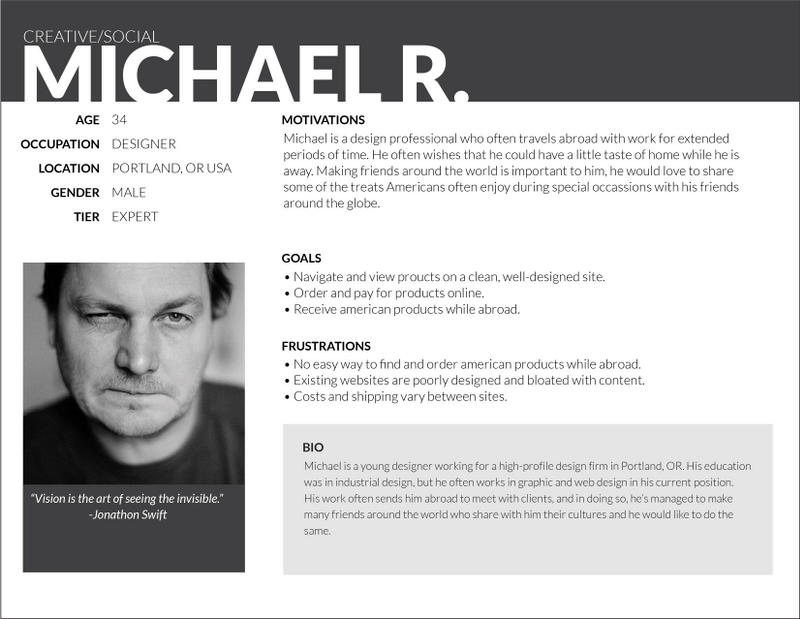 CREATIVE/SOCIAL
MICHAEL R.
AGE 34
OCCUPATION DESIGNER
LOCATION PORTLAND, OR USA
GENDER MALE
TIER EXPERT
“Vision is the art of seeing the invisible.”
-Jonathon Swift
MOTIVATIONS
Michael is a design professional who often travels abroad with work for extended
periods of time. He often wishes that he could have a little taste of home while he is
away. Making friends around the world is important to him, he would love to share
some of the treats Americans often enjoy during special occassions with his friends
around the globe.
GOALS
• Navigate and view proucts on a clean, well-designed site.
• Order and pay for products online.
• Receive american products while abroad.
FRUSTRATIONS
• No easy way to find and order american products while abroad.
• Existing websites are poorly designed and bloated with content.
• Costs and shipping vary between sites.
BIO
Michael is a young designer working for a high-profile design firm in Portland, OR. His education
was in industrial design, but he often works in graphic and web design in his current position.
His work often sends him abroad to meet with clients, and in doing so, he's managed to make
many friends around the world who share with him their cultures and he would like to do the
same.